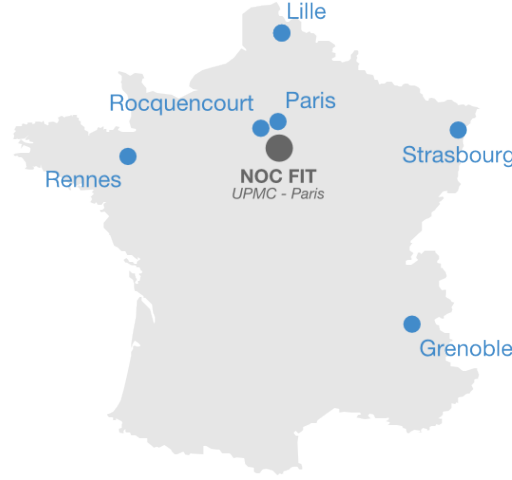 Lille
Rocquencourt
Paris
Strasbourg
Rennes
NOC FIT
UPMC - Paris
Grenoble